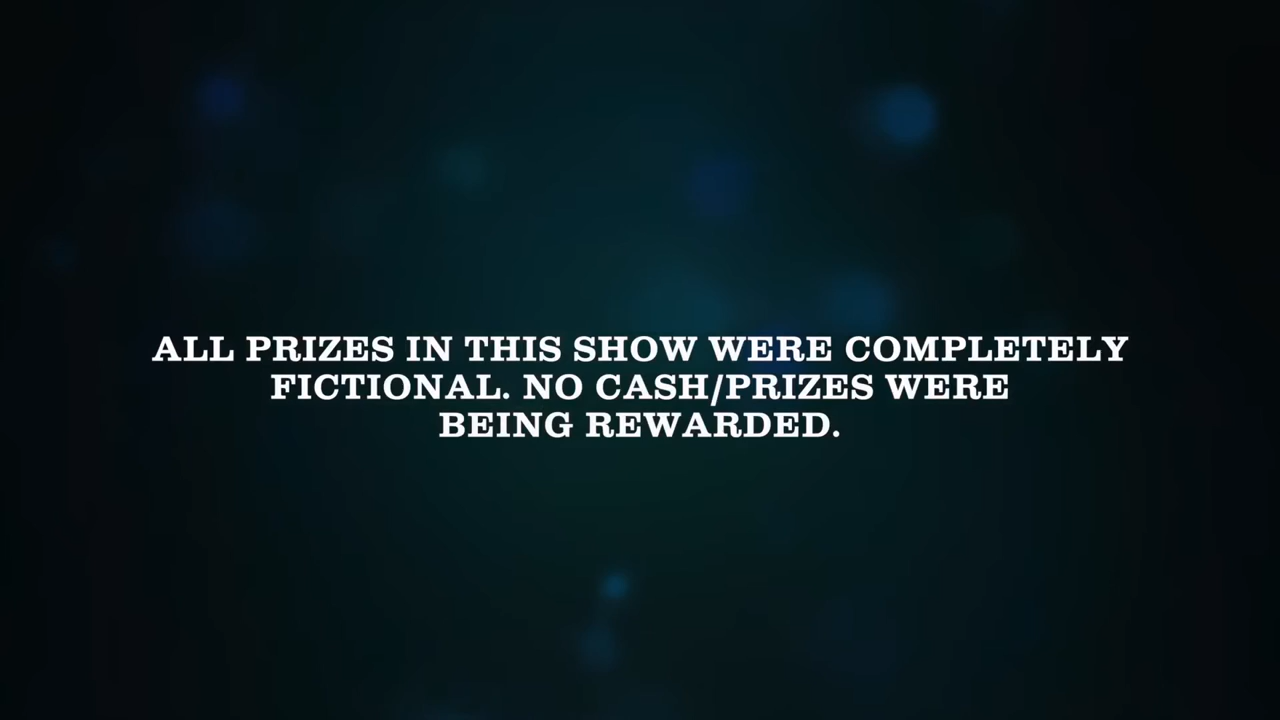 ALL PRIZES IN THIS SHOW WERE COMPLETELY
FICTIONAL. NO CASH/PRIZES WERE
BEING REWARDED.